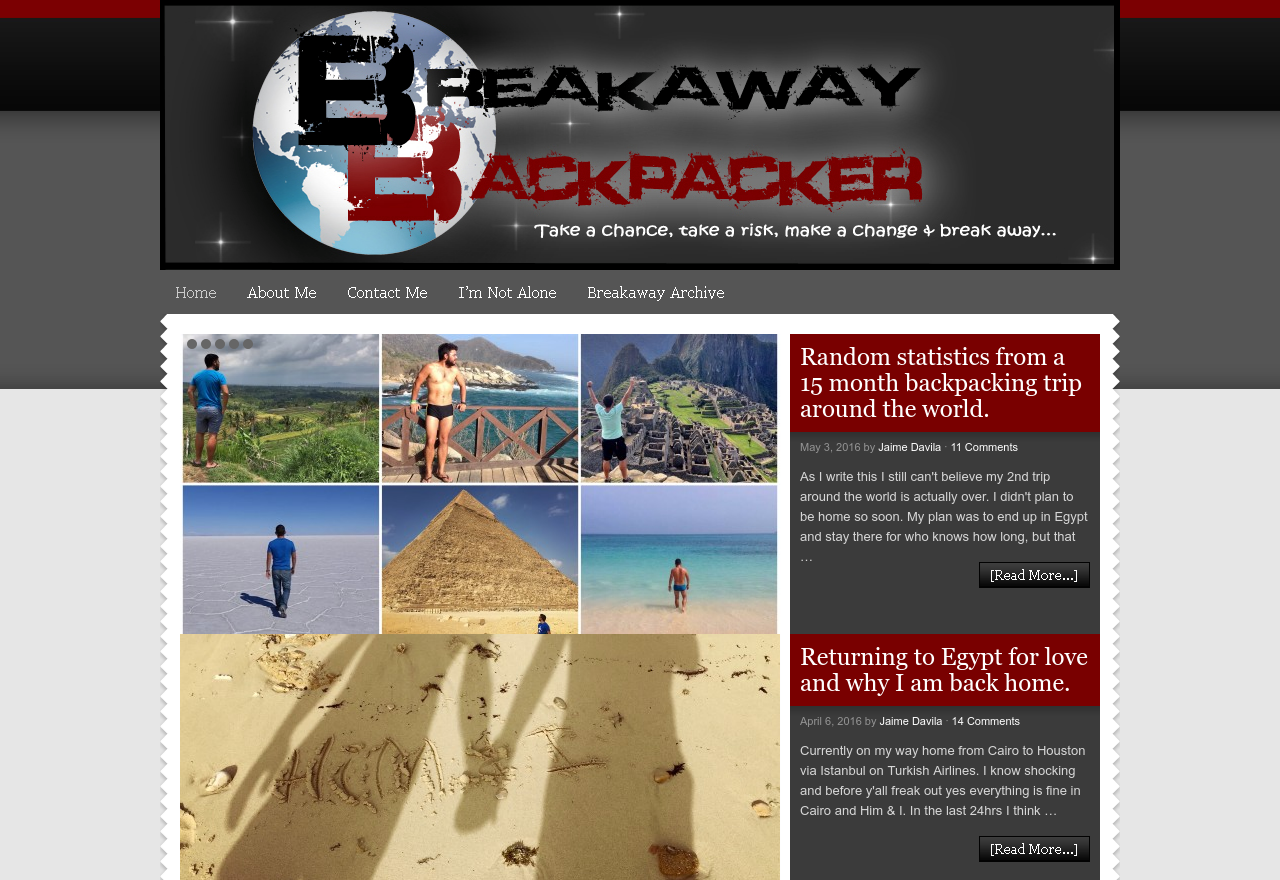 BREAKAWAY
BACKPACKER
Take a chance, take a risk, make a change & break away...
Home
About Me
Contact Me
I'm Not Alone
Breakaway Archive
Random statistics from a
15 month backpacking trip
around the world.
May 3, 2016 by Jaime Davila · 11 Comments
As I write this I still can't believe my 2nd trip
around the world is actually over. I didn't plan to
be home so soon. My plan was to end up in Egypt
and stay there for who knows how long, but that
…
[Read More...]
Him & I
Returning to Egypt for love
and why I am back home.
April 6, 2016 by Jaime Davila · 14 Comments
Currently on my way home from Cairo to Houston
via Istanbul on Turkish Airlines. I know shocking
and before y'all freak out yes everything is fine in
Cairo and Him & I. In the last 24hrs I think …
[Read More...]